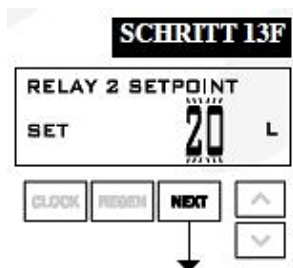 SCHRITT 13F
RELAY 2 SETPOINT
SET 20 L
CLOCK REGEN NEXT